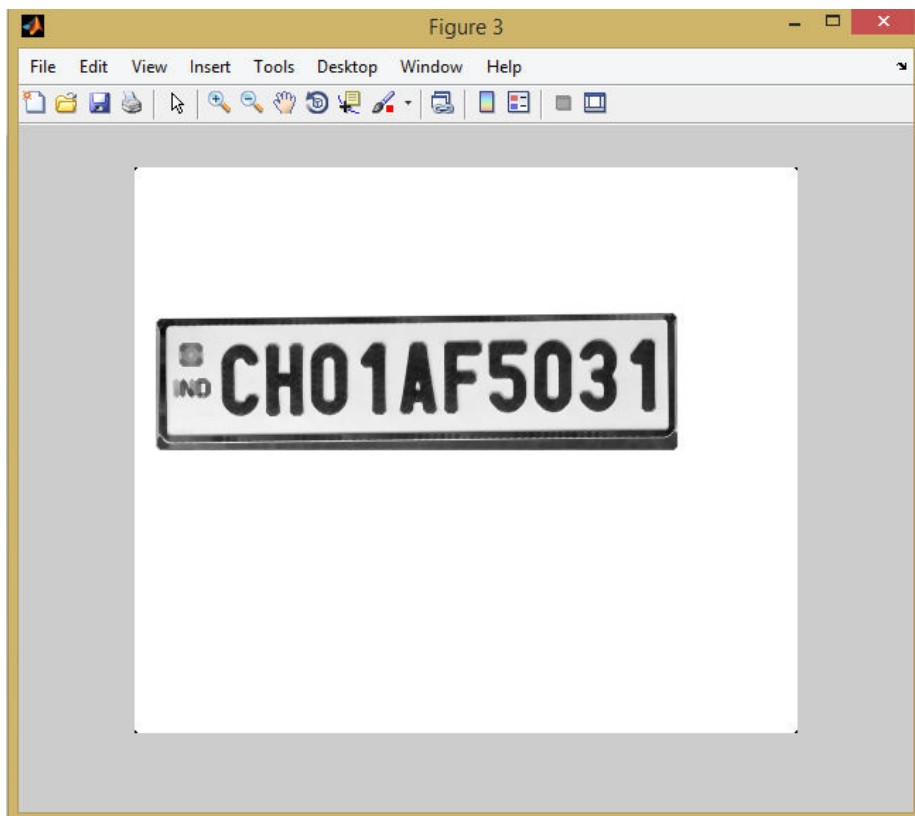 Figure 3
File Edit View Insert Tools Desktop Window Help
IND
CH01AF5031